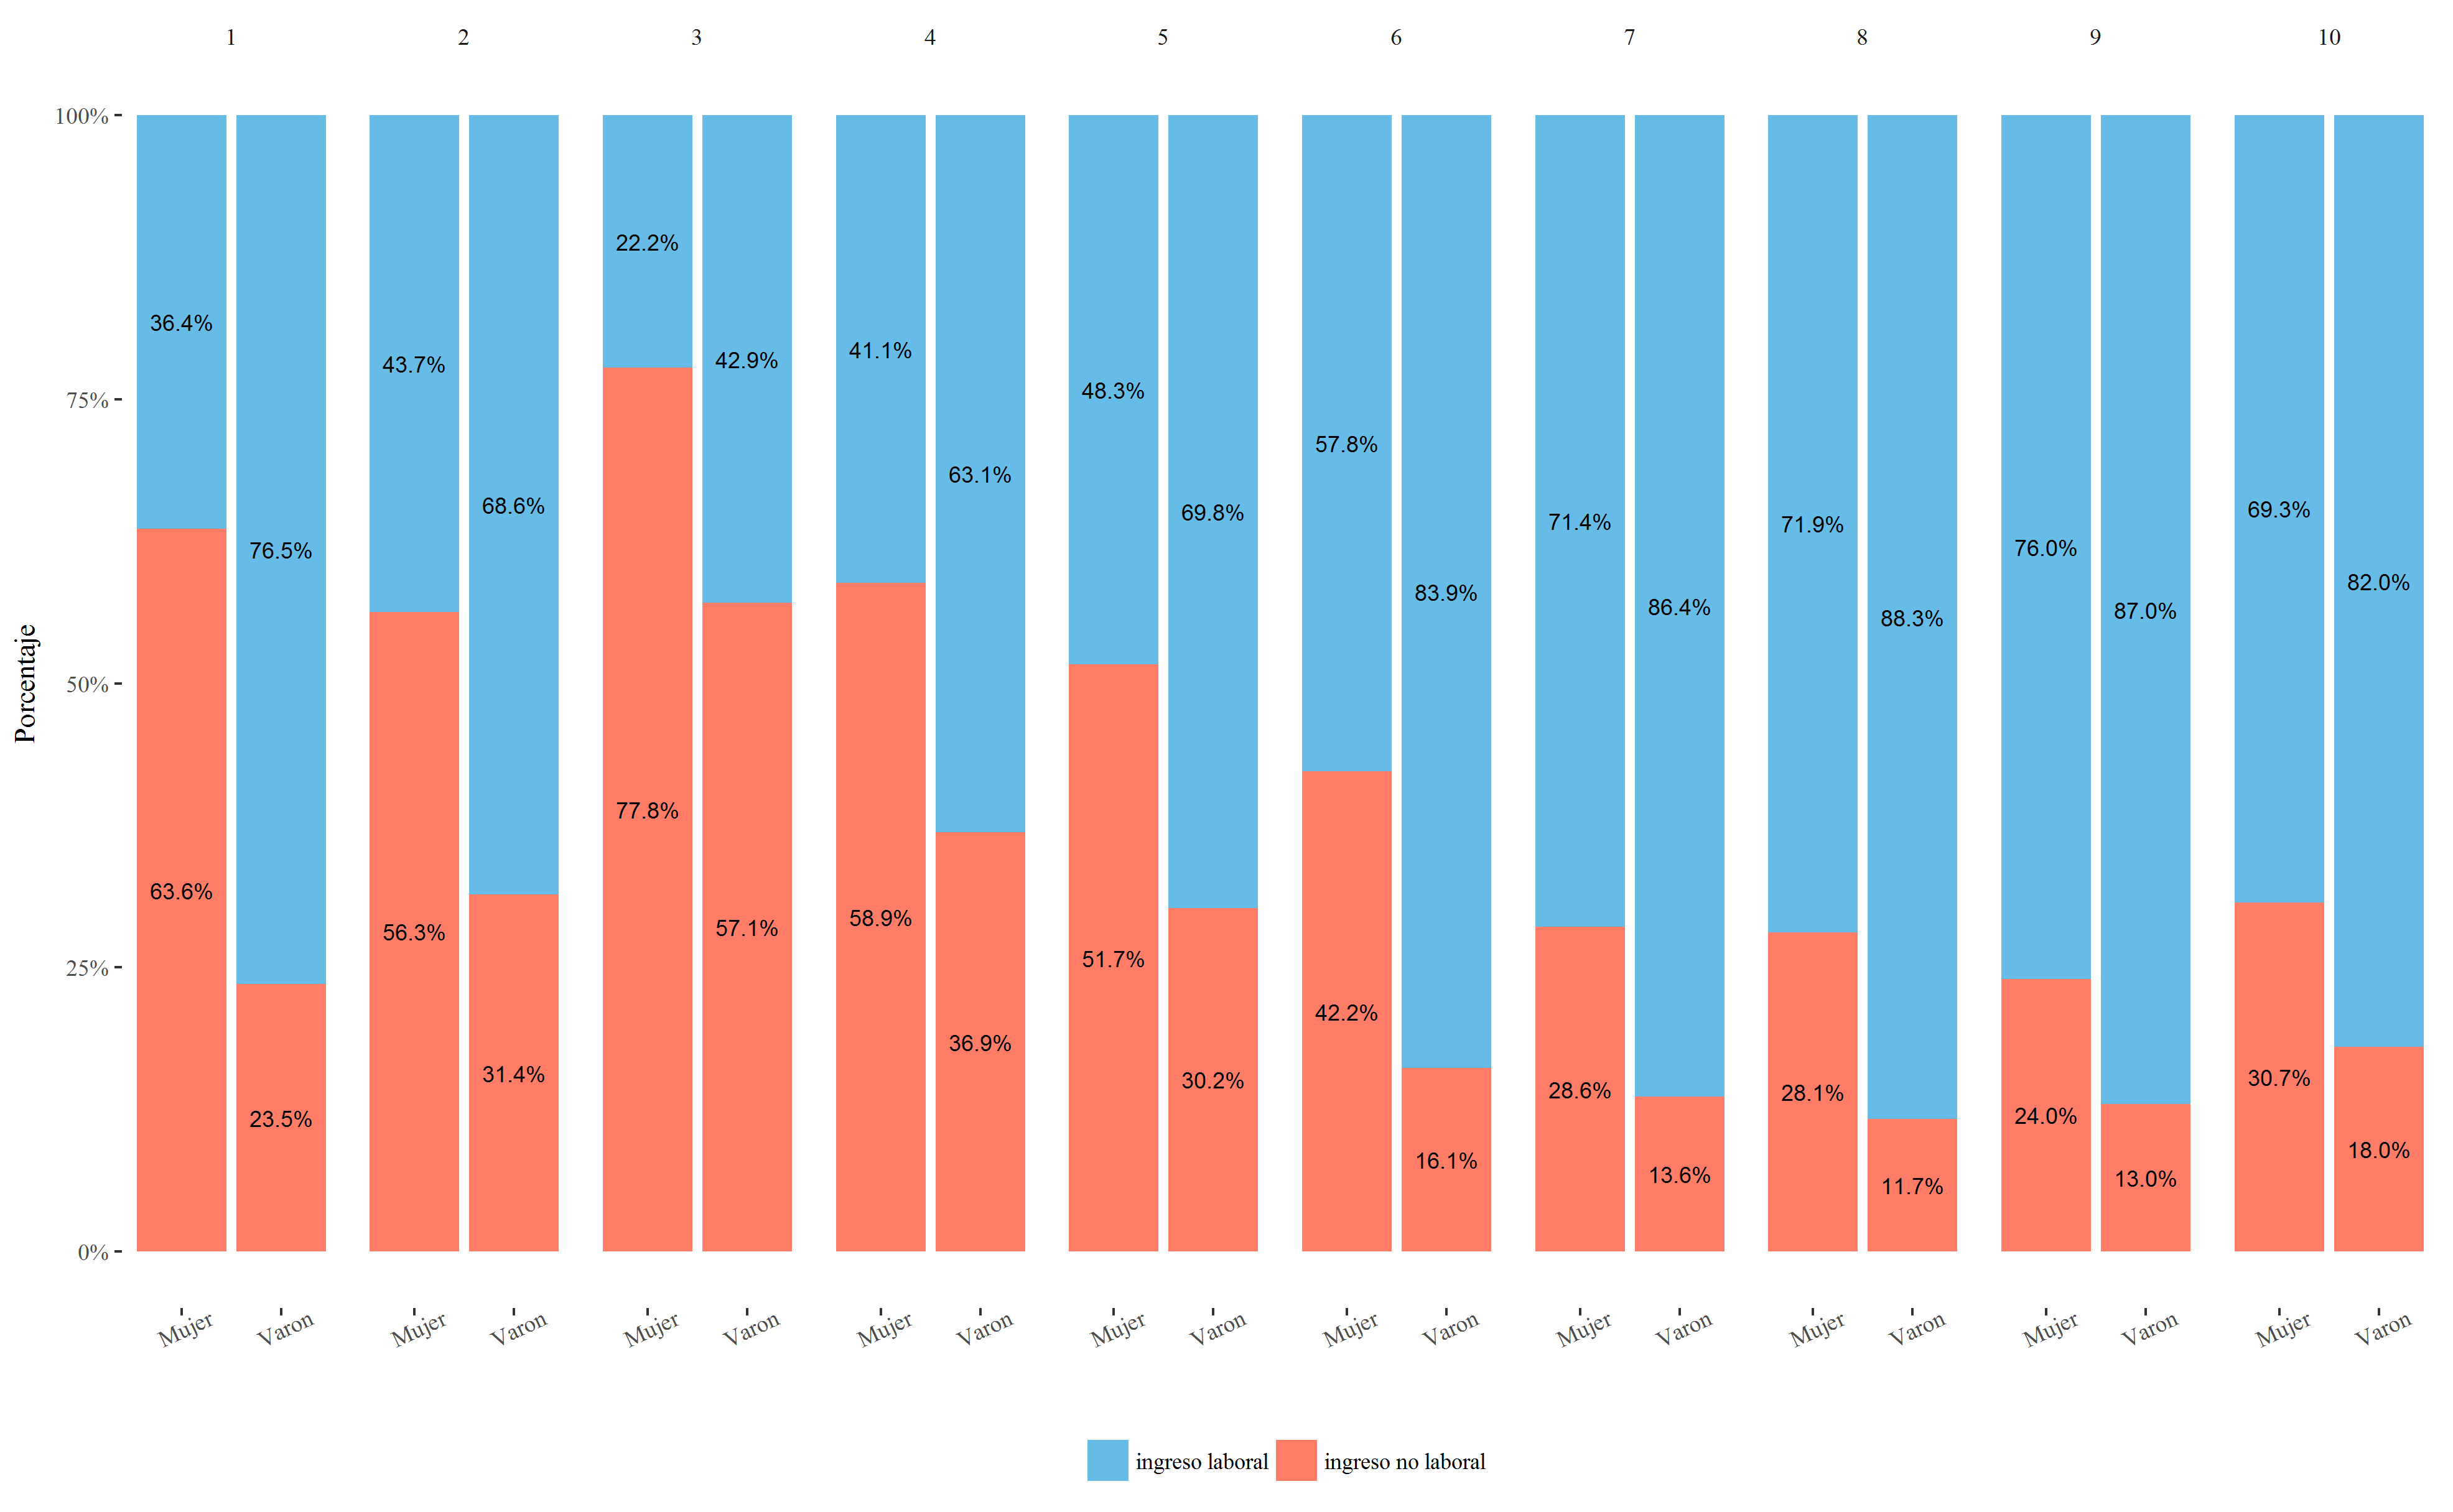 1 2 3 4 5 6 7 8 9 10
Porcentaje
100%
75%
50%
25%
0%
36.4% 63.6% 76.5% 23.5%
43.7% 56.3% 68.6% 31.4%
22.2% 77.8% 42.9% 57.1%
41.1% 58.9% 63.1% 36.9%
48.3% 51.7% 69.8% 30.2%
57.8% 42.2% 83.9% 16.1%
71.4% 28.6% 86.4% 13.6%
71.9% 28.1% 88.3% 11.7%
76.0% 24.0% 87.0% 13.0%
69.3% 30.7% 82.0% 18.0%
Mujer Varon Mujer Varon Mujer Varon Mujer Varon Mujer Varon Mujer Varon Mujer Varon Mujer Varon Mujer Varon Mujer Varon
ingreso laboral ingreso no laboral